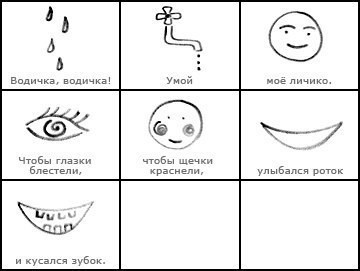 Водичка, водичка!
Умой
моё личико.
Чтобы глазки
блестели,
чтобы щечки
краснели,
улыбался роток
и кусался зубок.